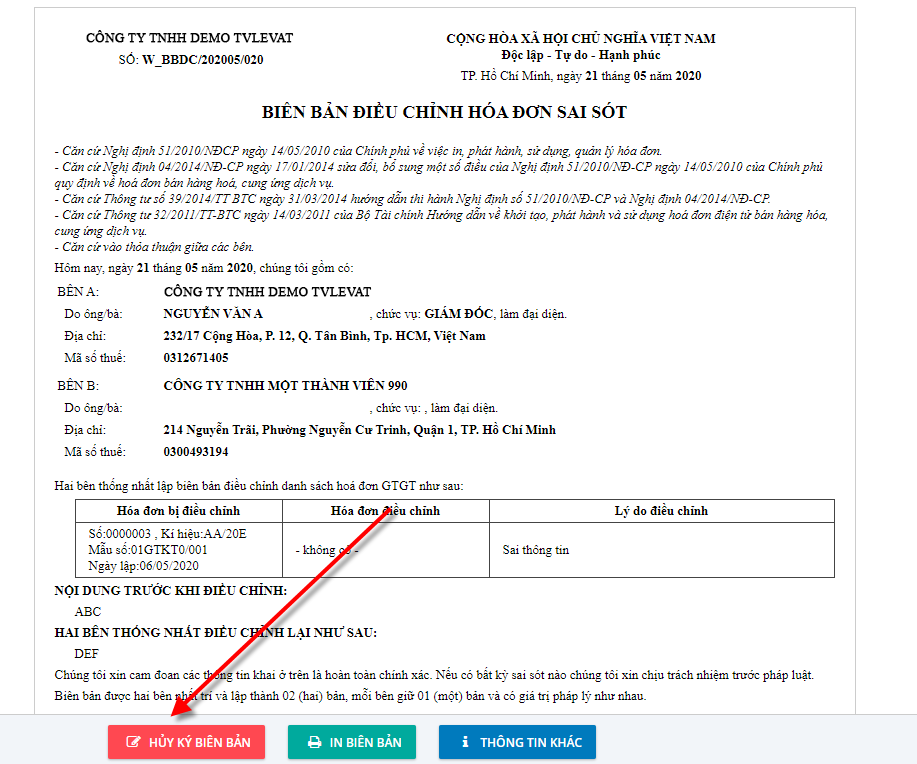 CÔNG TY TNHH DEMO TVLEVAT
SỐ: W_BBDC/202005/020
CỘNG HÒA XÃ HỘI CHỦ NGHĨA VIỆT NAM
Độc lập - Tự do - Hạnh phúc
TP. Hồ Chí Minh, ngày 21 tháng 05 năm 2020
BIÊN BẢN ĐIỀU CHỈNH HÓA ĐƠN SAI SÓT
- Căn cứ Nghị định 51/2010/NĐCP ngày 14/05/2010 của Chính phủ về việc in, phát hành, sử dụng, quản lý hóa đơn.
- Căn cứ Nghị định 04/2014/NĐ-CP ngày 17/01/2014 sửa đổi, bổ sung một số điều của Nghị định 51/2010/NĐ-CP ngày 14/05/2010 của Chính phủ
quy định về hoá đơn bán hàng hoá, cung ứng dịch vụ.
- Căn cứ Thông tư số 39/2014/TT BTC ngày 31/03/2014 hướng dẫn thi hành Nghị định số 51/2010/NĐ-CP và Nghị định 04/2014/NĐ-CP.
- Căn cứ Thông tư 32/2011/TT-BTC ngày 14/03/2011 của Bộ Tài chính Hướng dẫn về khởi tạo, phát hành và sử dụng hoá đơn điện tử bán hàng hóa,
cung ứng dịch vụ.
- Căn cứ vào thỏa thuận giữa các bên.
Hôm nay, ngày 21 tháng 05 năm 2020, chúng tôi gồm có:
BÊN A: CÔNG TY TNHH DEMO TVLEVAT
Do ông/bà: NGUYỄN VĂN A , chức vụ: GIÁM ĐỐC, làm đại diện.
Địa chỉ: 232/17 Cộng Hòa, P. 12, Q. Tân Bình, Tp. HCM, Việt Nam
Mã số thuế: 0312671405
BÊN B: CÔNG TY TNHH MỘT THÀNH VIÊN 990
Do ông/bà: , chức vụ: , làm đại diện.
Địa chỉ: 214 Nguyễn Trãi, Phường Nguyễn Cư Trinh, Quận 1, TP. Hồ Chí Minh
Mã số thuế: 0300493194
Hai bên thống nhất lập biên bản điều chỉnh danh sách hoá đơn GTGT như sau:
Hóa đơn bị điều chỉnh Hóa đơn điều chỉnh Lý do điều chỉnh
Số:0000003 , Kí hiệu:AA/20E
Mẫu số:01GTKT0/001
Ngày lập:06/05/2020
- không có -
Sai thông tin
NỘI DUNG TRƯỚC KHI ĐIỀU CHỈNH:
ABC
HAI BÊN THỐNG NHẤT ĐIỀU CHỈNH LẠI NHƯ SAU:
DEF
Chúng tôi xin cam đoan các thông tin khai ở trên là hoàn toàn chính xác. Nếu có bất kỳ sai sót nào chúng tôi xin chịu trách nhiệm trước pháp luật.
Biên bản được hai bên nhất trí và lập thành 02 (hai) bản, mỗi bên giữ 01 (một) bản và có giá trị pháp lý như nhau.
HỦY KÝ BIÊN BẢN
IN BIÊN BẢN
THÔNG TIN KHÁC